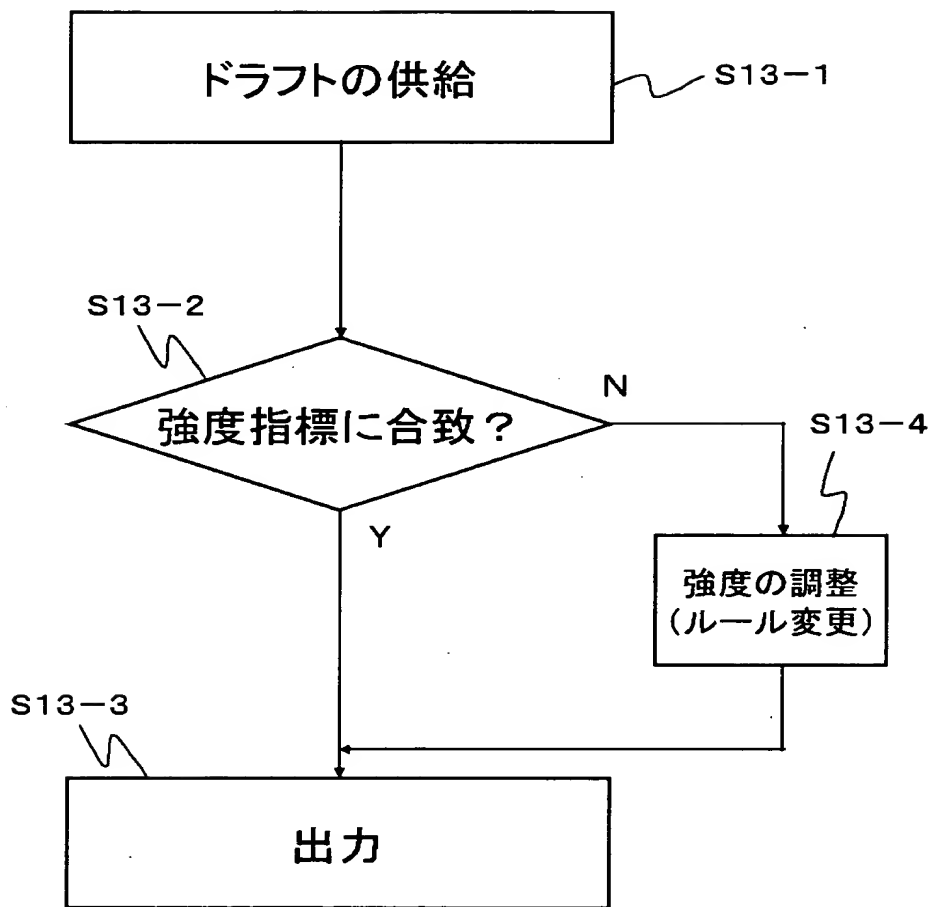 ドラフトの供給
S13-1
S13-2
強度指標に合致？
N
S13-4
Y
強度の調整
(ルール変更)
S13-3
出力